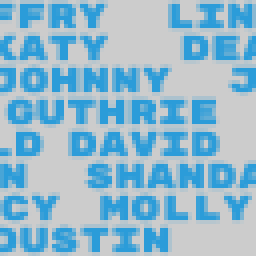 FFRY LIN
KATY DEA
JOHNNY J
GUTHRIE
LD DAVID
N SHANDA
CY MOLLY
DUSTIN